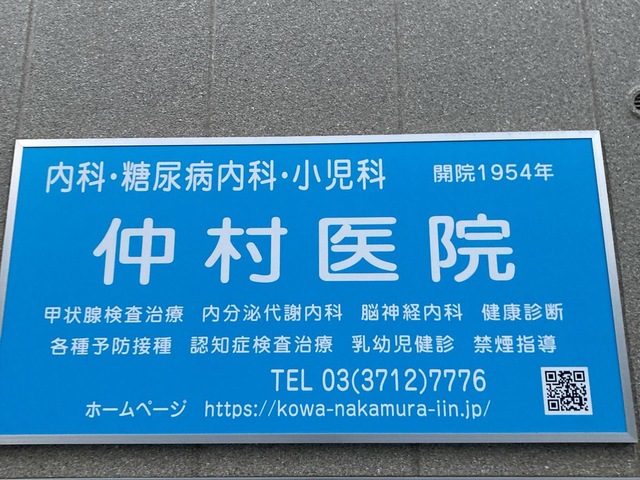 内科・糖尿病内科・小児科 開院1954年
仲村医院
甲状腺検査治療 内分泌代謝内科 脳神経内科 健康診断
各種予防接種 認知症検査治療 乳幼児健診 禁煙指導
TEL 03(3712)7776
ホームページ https://kowa-nakamura-iin.jp/